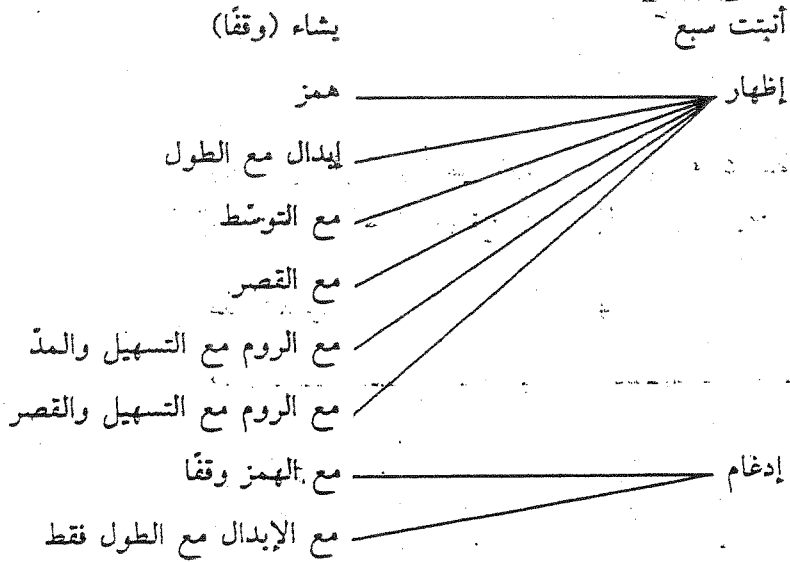 أنبتت سبع يشاء (وقفًا)
إظهار همز
إبدال مع الطول
مع التوسّط
مع القصر
مع الروم مع التسهيل والمدّ
مع الروم مع التسهيل والقصر
إدغام مع الهمز وقفًا
مع الإبدال مع الطول فقط